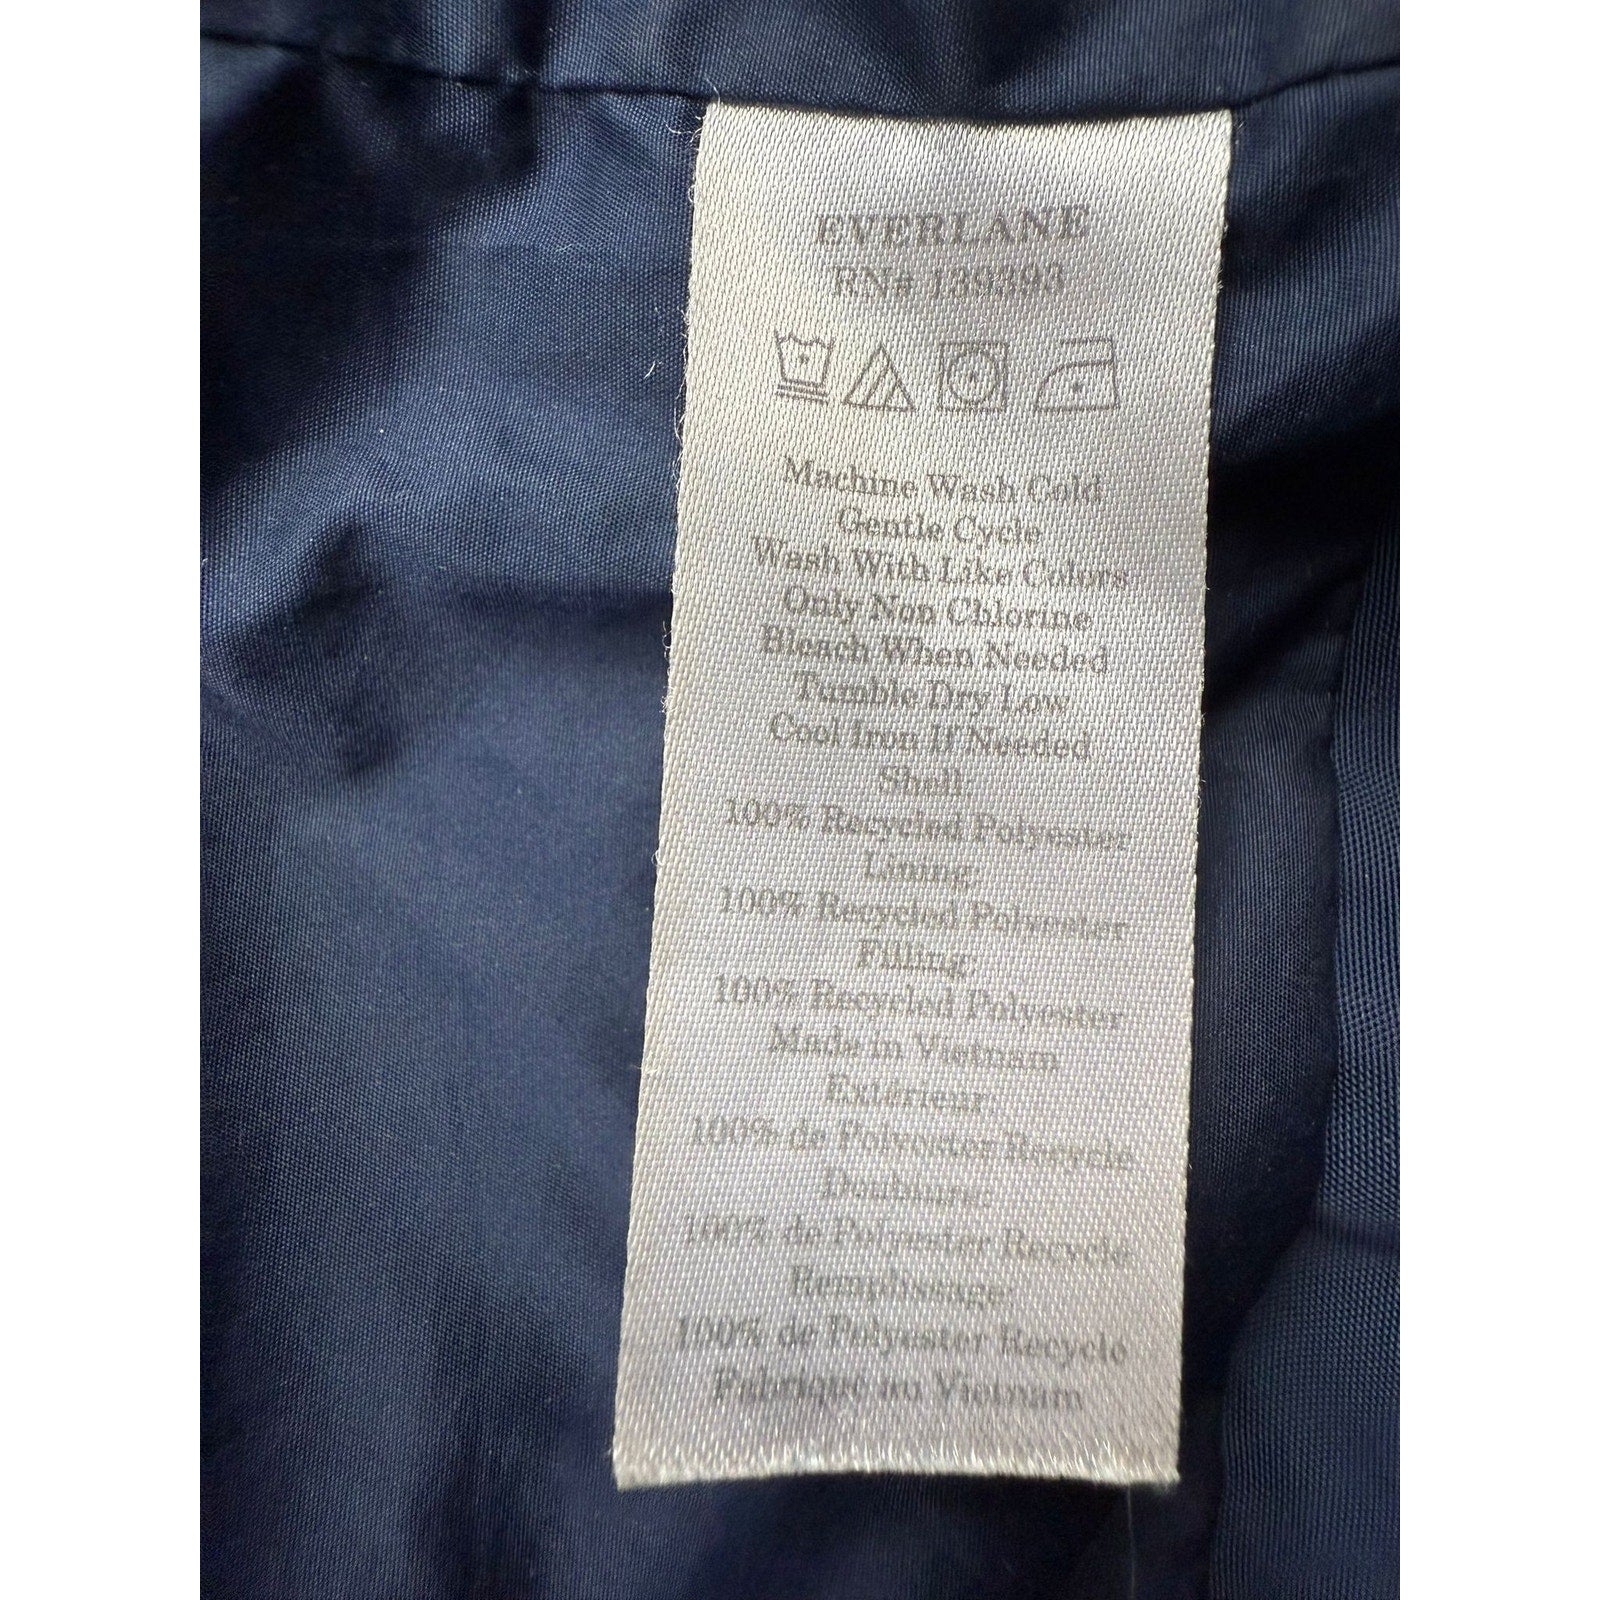 EVERLANE
RN# 139393
Machine Wash Cold
Gentle Cycle
Wash With Like Colors
Only Non Chlorine
Bleach When Needed
Tumble Dry Low
Cool Iron If Needed
Shell
100% Recycled Polyester
Lining
100% Recycled Polyester
Filling
100% Recycled Polyester
Made in Vietnam
Extérieur
100% de Polyester Recycle
Doublure
100% de Polyester Recycle
Remplissage
100% de Polyester Recycle
Fabriqué au Vietnam